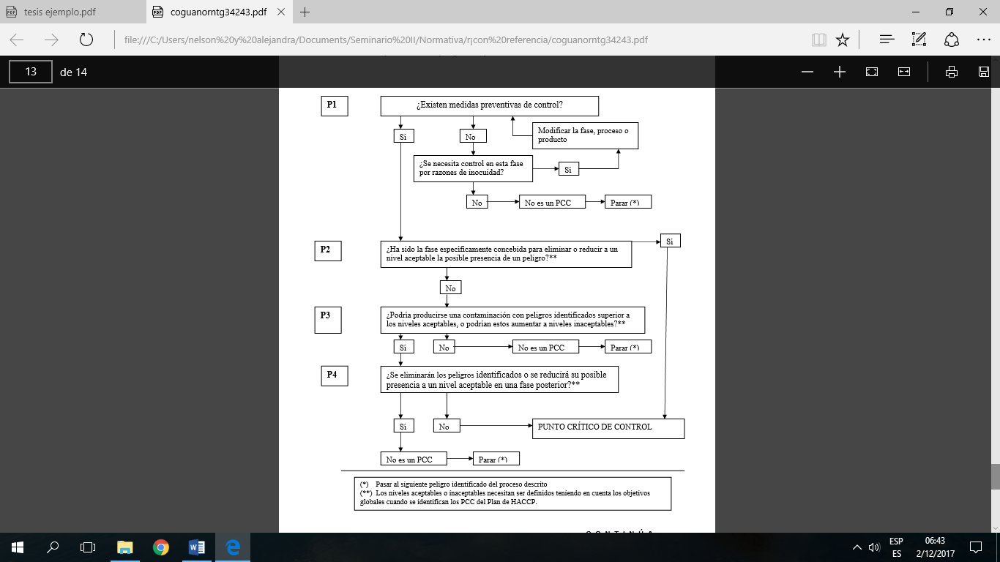 tesis ejemplo.pdf
coguanorntg34243.pdf
file:///C:/Users/nelson%20y%20alejandra/Documents/Seminario%20II/Normativa/r¡con%20referencia/coguanorntg34243.pdf
13 de 14
P1
¿Existen medidas preventivas de control?
Sí
No
Modificar la fase, proceso o
producto
¿Se necesita control en esta fase
por razones de inocuidad?
Sí
No
No es un PCC
Parar (*)
P2
¿Ha sido la fase específicamente concebida para eliminar o reducir a un
nivel aceptable la posible presencia de un peligro?**
Sí
No
P3
¿Podría producirse una contaminación con peligros identificados superior a
los niveles aceptables, o podrían estos aumentar a niveles inaceptables?**
Sí
No
No es un PCC
Parar (*)
P4
¿Se eliminarán los peligros identificados o se reducirá su posible
presencia a un nivel aceptable en una fase posterior?**
Sí
No
PUNTO CRÍTICO DE CONTROL
No es un PCC
Parar (*)
(*) Pasar al siguiente peligro identificado del proceso descrito
(**) Los niveles aceptables o inaceptables necesitan ser definidos teniendo en cuenta los objetivos
globales cuando se identifican los PCC del Plan de HACCP.
CONTINÚA
ESP
ES
06:43
2/12/2017